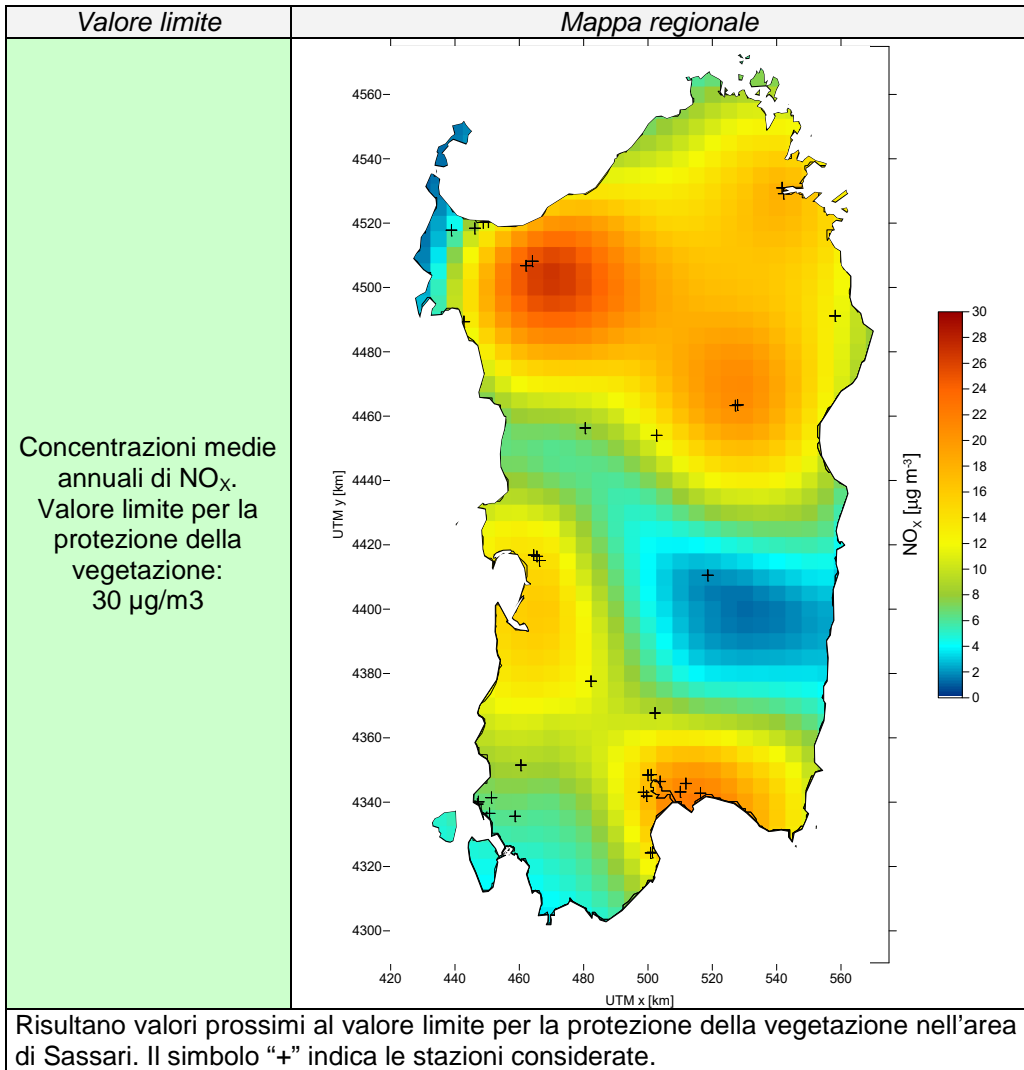 Valore limite
Mappa regionale
Concentrazioni medie
annuali di NOX.
Valore limite per la
protezione della
vegetazione:
30 µg/m3
4560
4540
4520
4500
4480
4460
4440
4420
4400
4380
4360
4340
4320
4300
UTM y [km]
420
440
460
480
500
520
540
560
UTM x [km]
NOX [µg m-3]
30
28
26
24
22
20
18
16
14
12
10
8
6
4
2
0
Risultano valori prossimi al valore limite per la protezione della vegetazione nell'area
di Sassari. Il simbolo “+” indica le stazioni considerate.